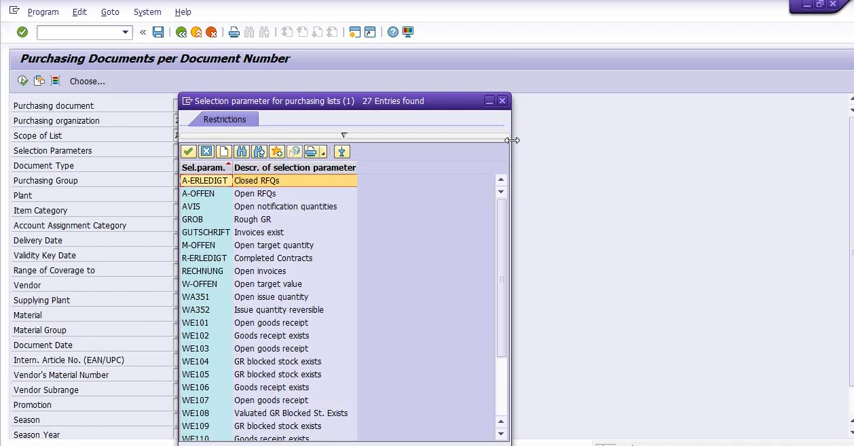 Program Edit Goto System Help
Purchasing Documents per Document Number
Choose...
Purchasing document
Purchasing organization
Scope of List
Selection Parameters
Document Type
Purchasing Group
Plant
Item Category
Account Assignment Category
Delivery Date
Validity Key Date
Range of Coverage to
Vendor
Supplying Plant
Material
Material Group
Document Date
Intern. Article No. (EAN/UPC)
Vendor's Material Number
Vendor Subrange
Promotion
Season
Season Year
Selection parameter for purchasing lists (1) 27 Entries found
Restrictions
Sel.param. Descr. of selection parameter
A-ERLEDIGT Closed RFQs
A-OFFEN Open RFQs
AVIS Open notification quantities
GROB Rough GR
GUTSCHRIFT Invoices exist
M-OFFEN Open target quantity
R-ERLEDIGT Completed Contracts
RECHNUNG Open invoices
W-OFFEN Open target value
WA351 Open issue quantity
WA352 Issue quantity reversible
WE101 Open goods receipt
WE102 Goods receipt exists
WE103 Open goods receipt
WE104 GR blocked stock exists
WE105 GR blocked stock exists
WE106 Goods receipt exists
WE107 Open goods receipt
WE108 Valuated GR Blocked St. Exists
WE109 GR blocked stock exists
WE110 Goods receipt exists